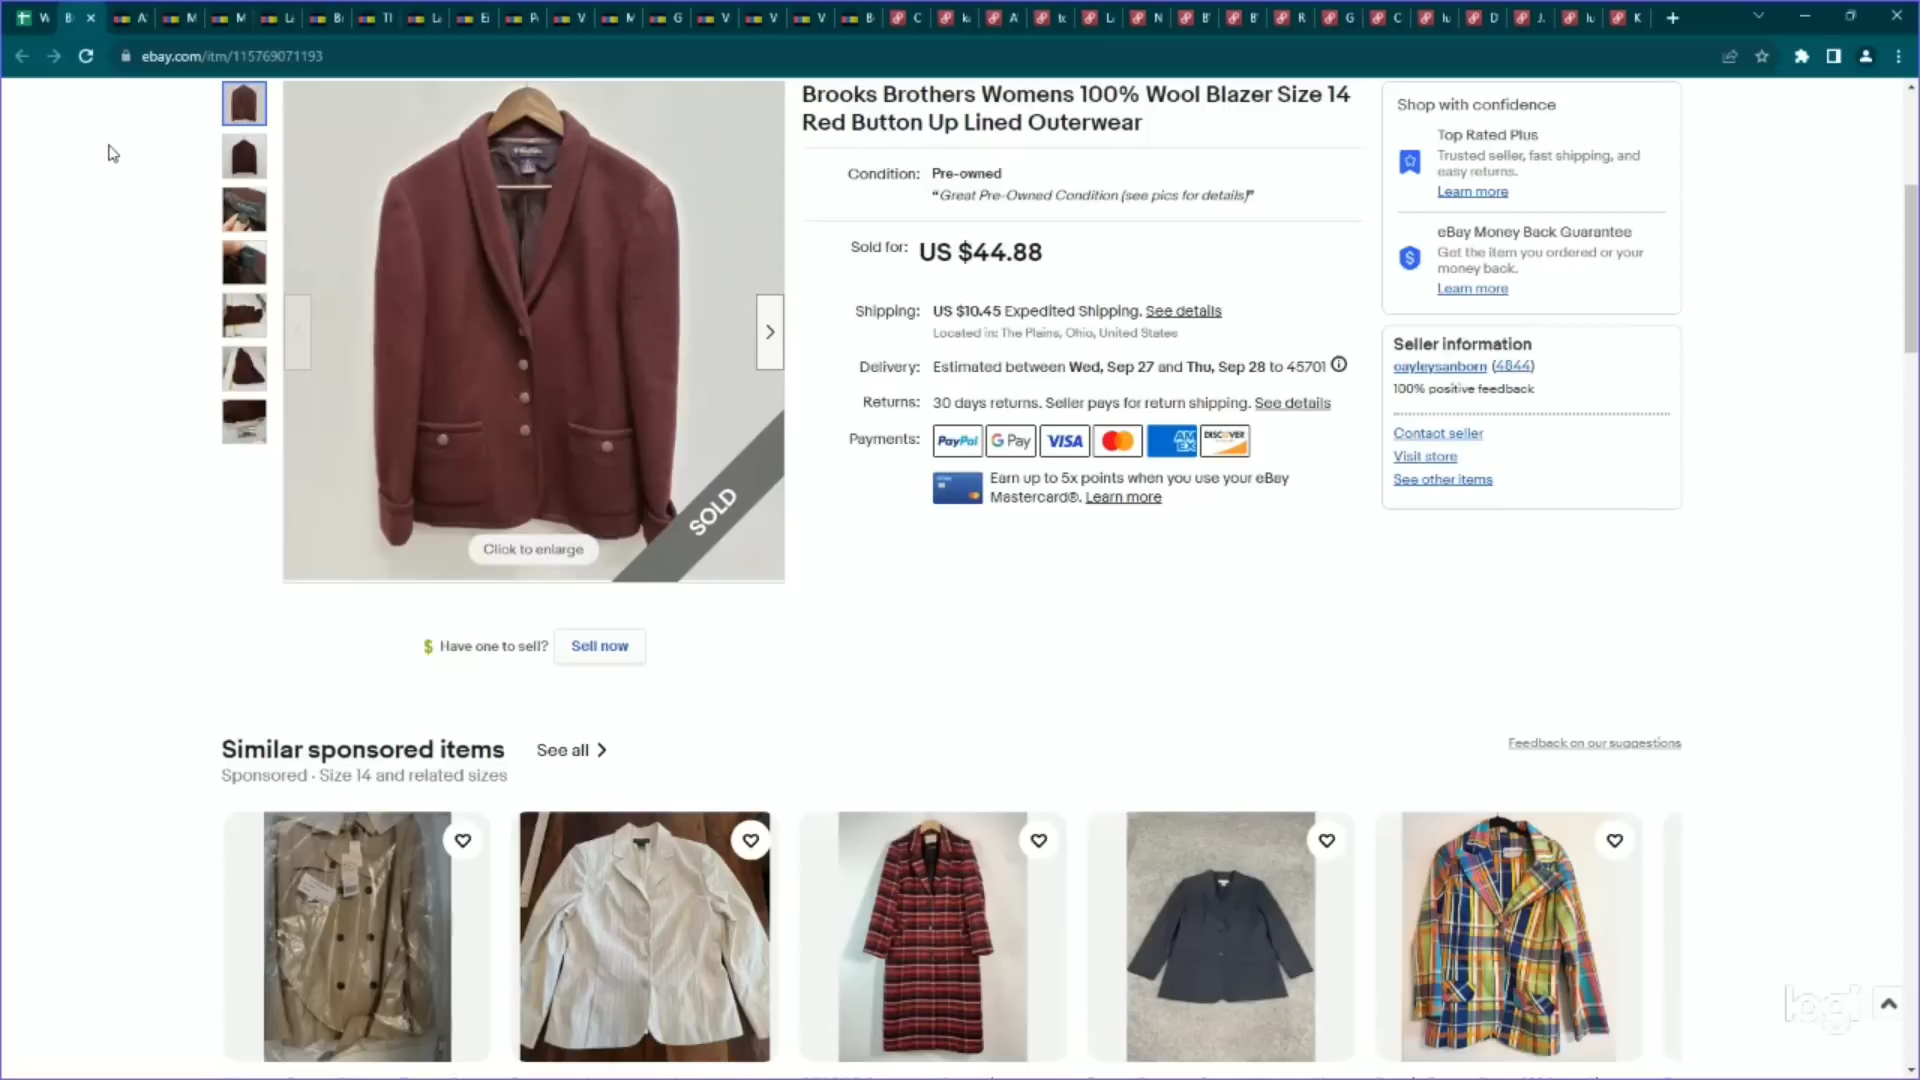 W
B
A
M
M
L
B
Tl
L
Ei
P
V
M
G
V
V
V
B
C
k
A
L
N
B
B
R
G
C
D
J.
K
ebay.com/itm/115769071193
Brooks Brothers Womens 100% Wool Blazer Size 14
Red Button Up Lined Outerwear
Condition: Pre-owned
“Great Pre-Owned Condition (see pics for details)”
Sold for: US $44.88
Shipping: US $10.45 Expedited Shipping. See details
Located in: The Plains, Ohio, United States
Delivery: Estimated between Wed, Sep 27 and Thu, Sep 28 to 45701
Returns: 30 days returns. Seller pays for return shipping. See details
Payments: PayPal G Pay VISA AM EX DISCOVER
Earn up to 5x points when you use your eBay
Mastercard®. Learn more
SOLD
Click to enlarge
Have one to sell? Sell now
Shop with confidence
Top Rated Plus
Trusted seller, fast shipping, and
easy returns.
Learn more
eBay Money Back Guarantee
Get the item you ordered or your
money back.
Learn more
Seller information
cayleysanborn (4844)
100% positive feedback
Contact seller
Visit store
See other items
Similar sponsored items See all
Sponsored · Size 14 and related sizes
Feedback on our suggestions
logi